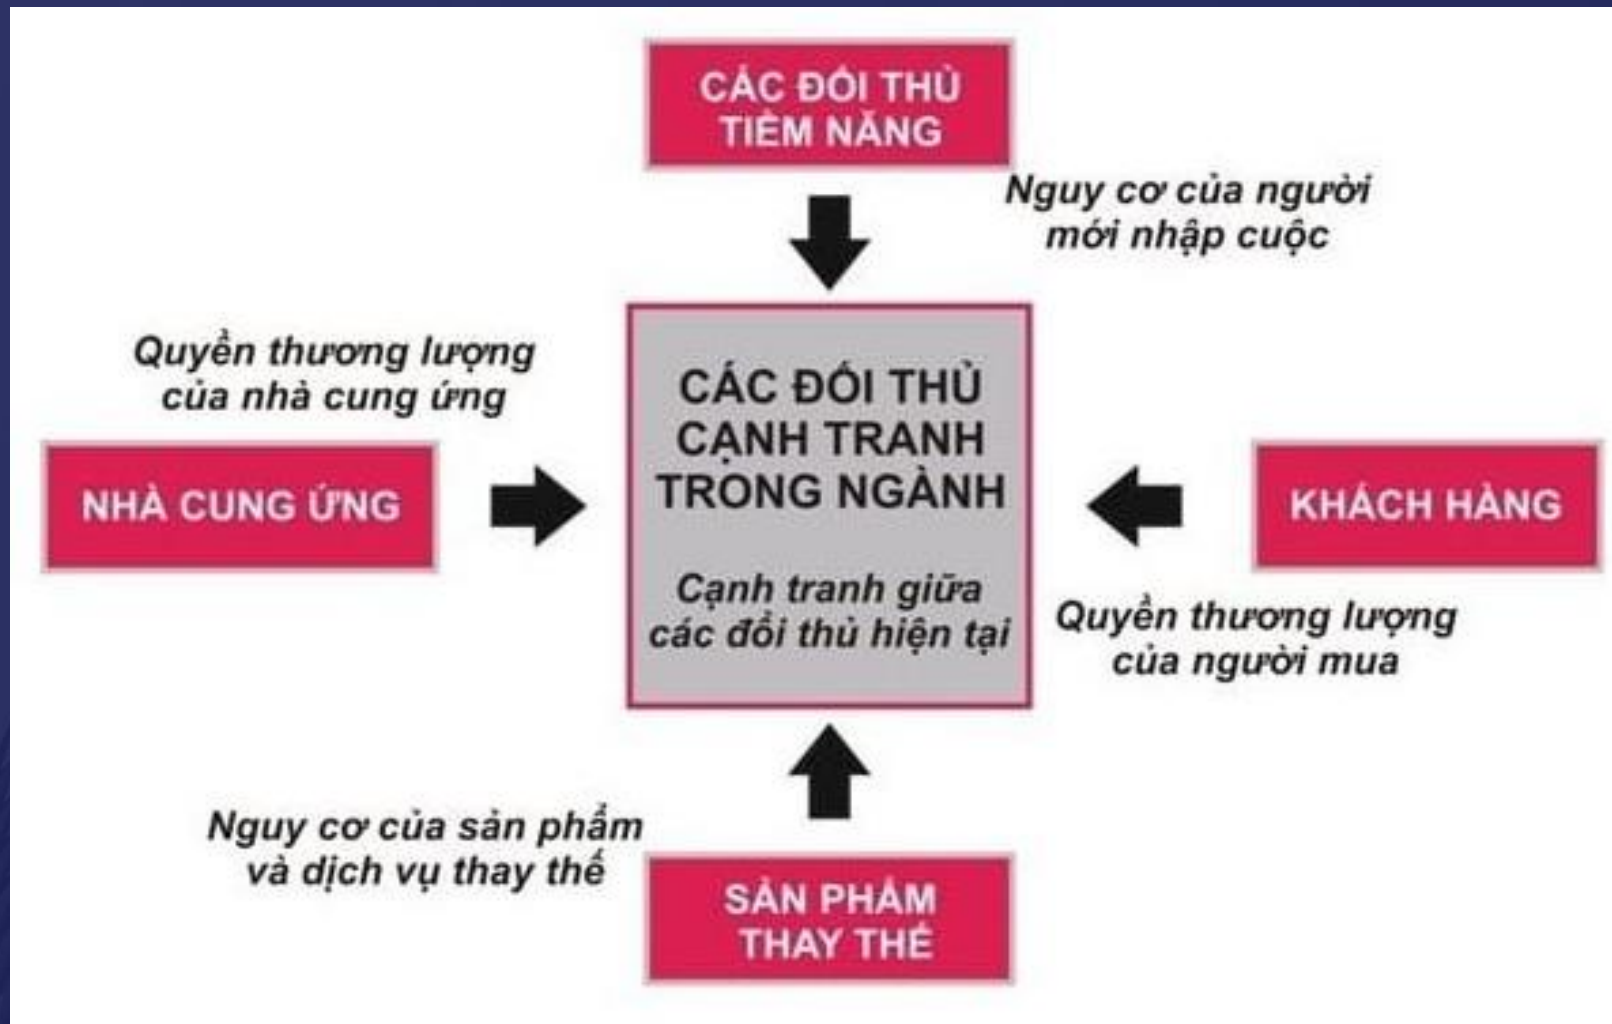 CÁC ĐỐI THỦ
TIỀM NĂNG
Nguy cơ của người
mới nhập cuộc
Quyền thương lượng
của nhà cung ứng
NHÀ CUNG ỨNG
CÁC ĐỐI THỦ
CẠNH TRANH
TRONG NGÀNH
Cạnh tranh giữa
các đối thủ hiện tại
KHÁCH HÀNG
Quyền thương lượng
của người mua
Nguy cơ của sản phẩm
và dịch vụ thay thế
SẢN PHẨM
THAY THẾ